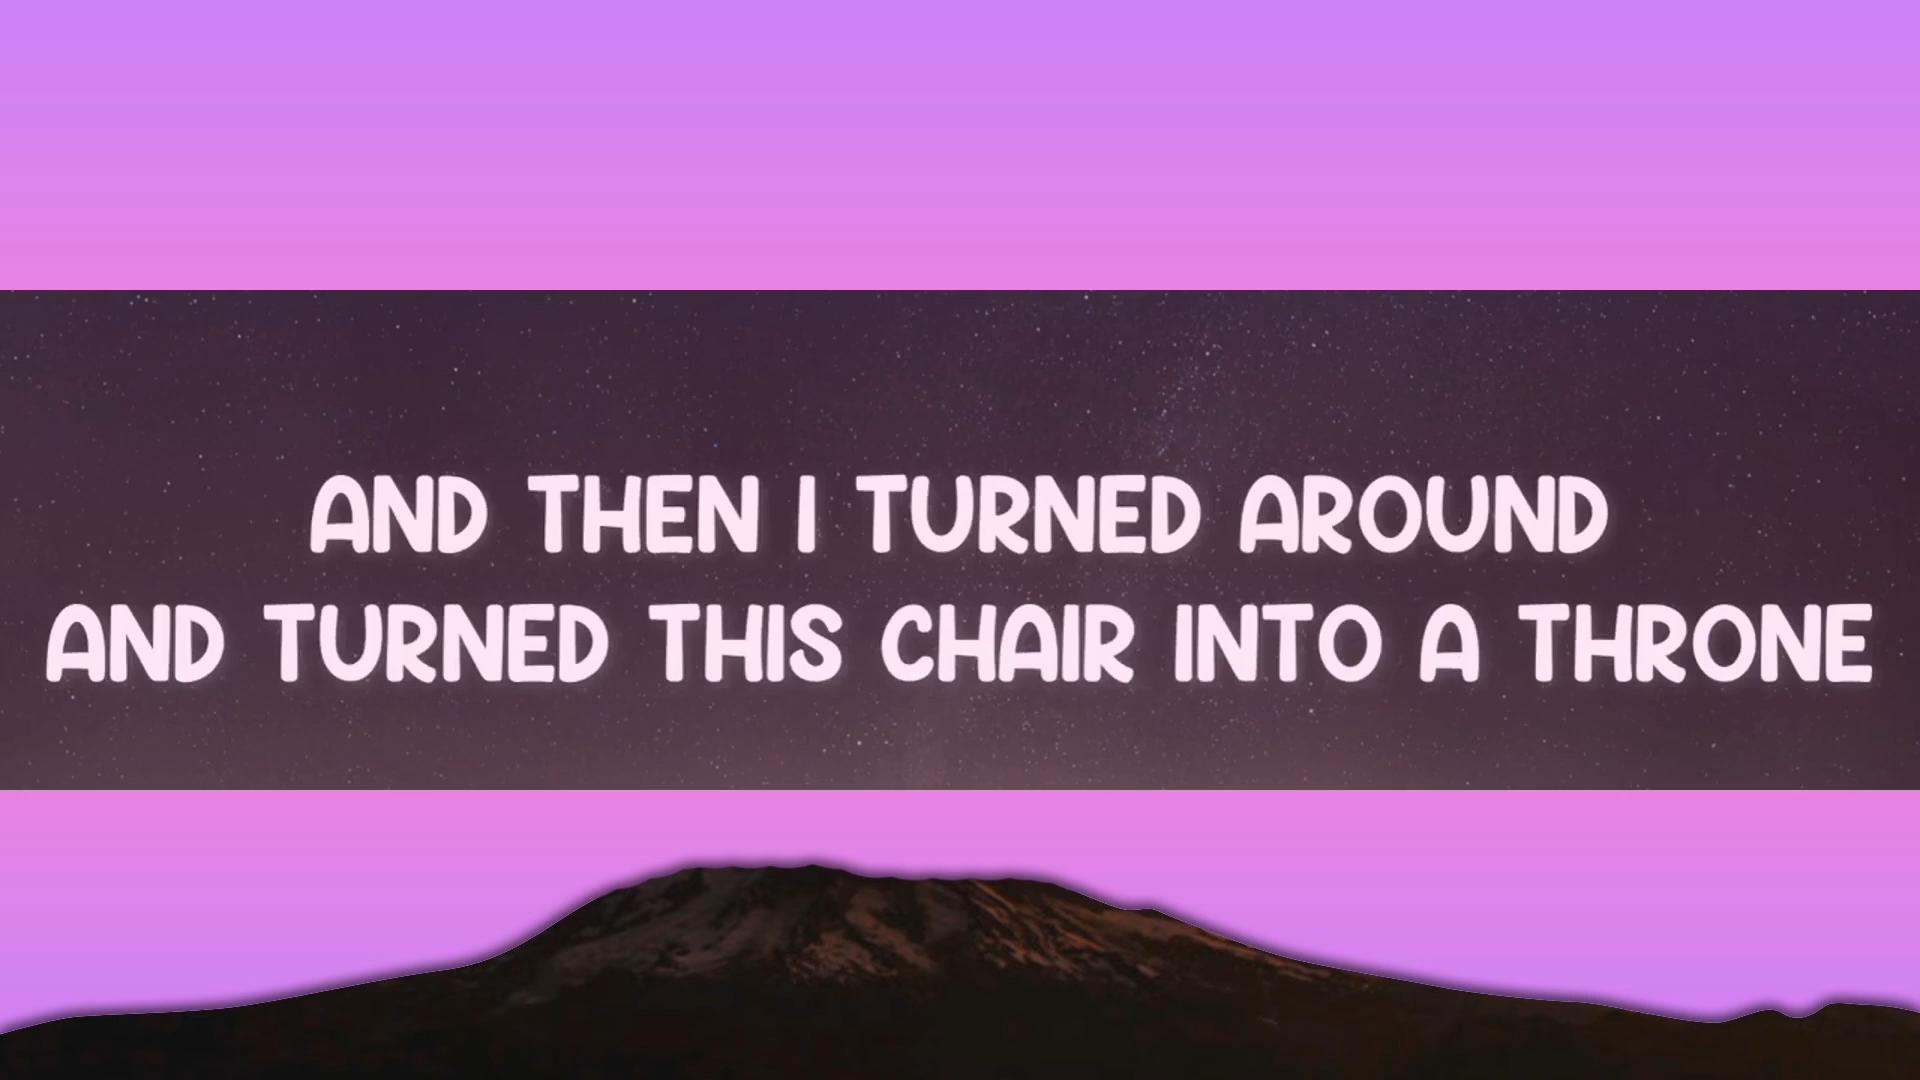 AND THEN I TURNED AROUND
AND TURNED THIS CHAIR INTO A THRONE